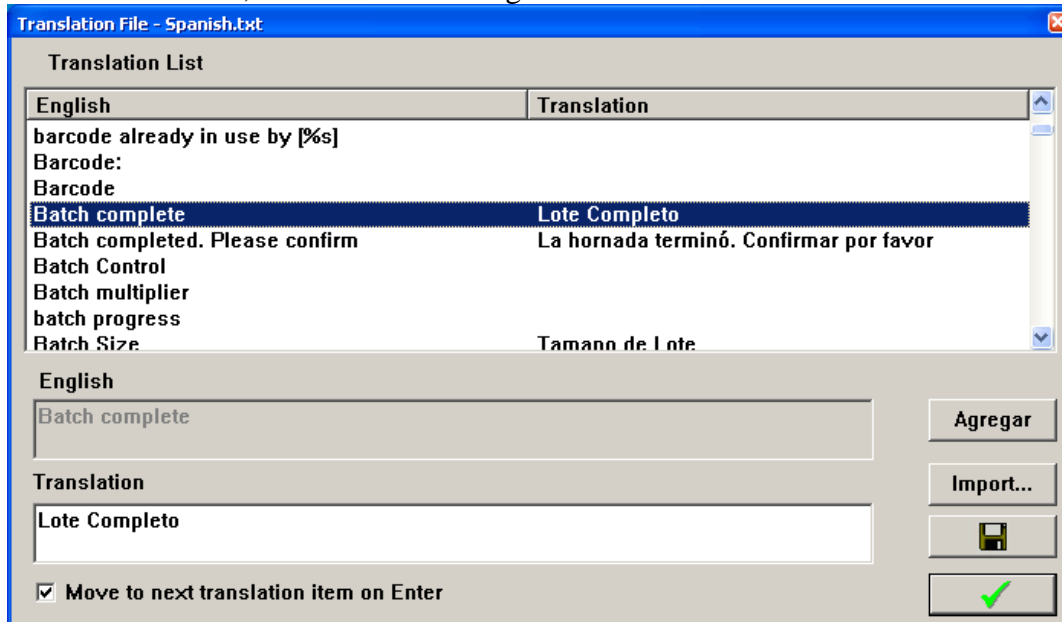 Translation File - Spanish.txt
Translation List
English Translation
barcode already in use by [%s]
Barcode:
Barcode
Batch complete Lote Completo
Batch completed. Please confirm La hornada terminó. Confirmar por favor
Batch Control
Batch multiplier
batch progress
Batch Size Tamano de Lote
English
Batch complete
Agregar
Translation
Import...
Lote Completo
Move to next translation item on Enter